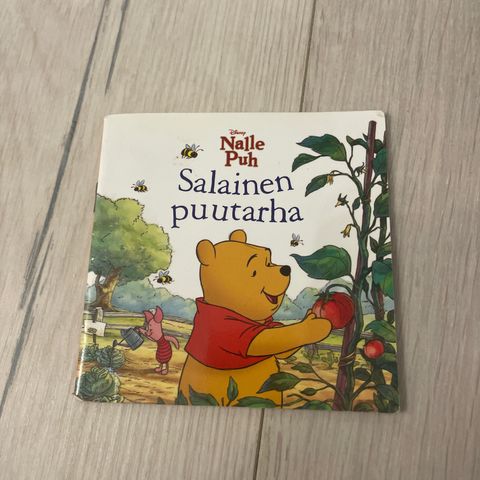 Disney
Nalle
Puh
Salainen
puutarha